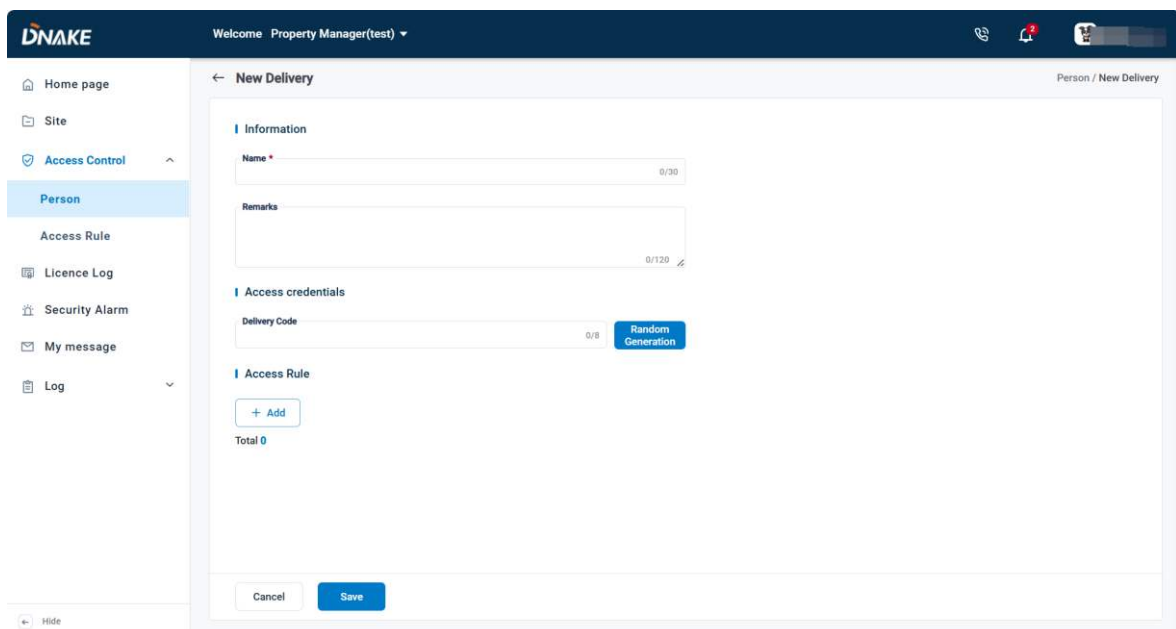 DNAKE
Welcome Property Manager(test)
2
Home page
Site
Access Control
Person
Access Rule
Licence Log
Security Alarm
My message
Log
Hide
New Delivery
Person / New Delivery
Information
Name *
0/30
Remarks
0/120
Access credentials
Delivery Code
0/8
Random
Generation
Access Rule
+ Add
Total 0
Cancel
Save